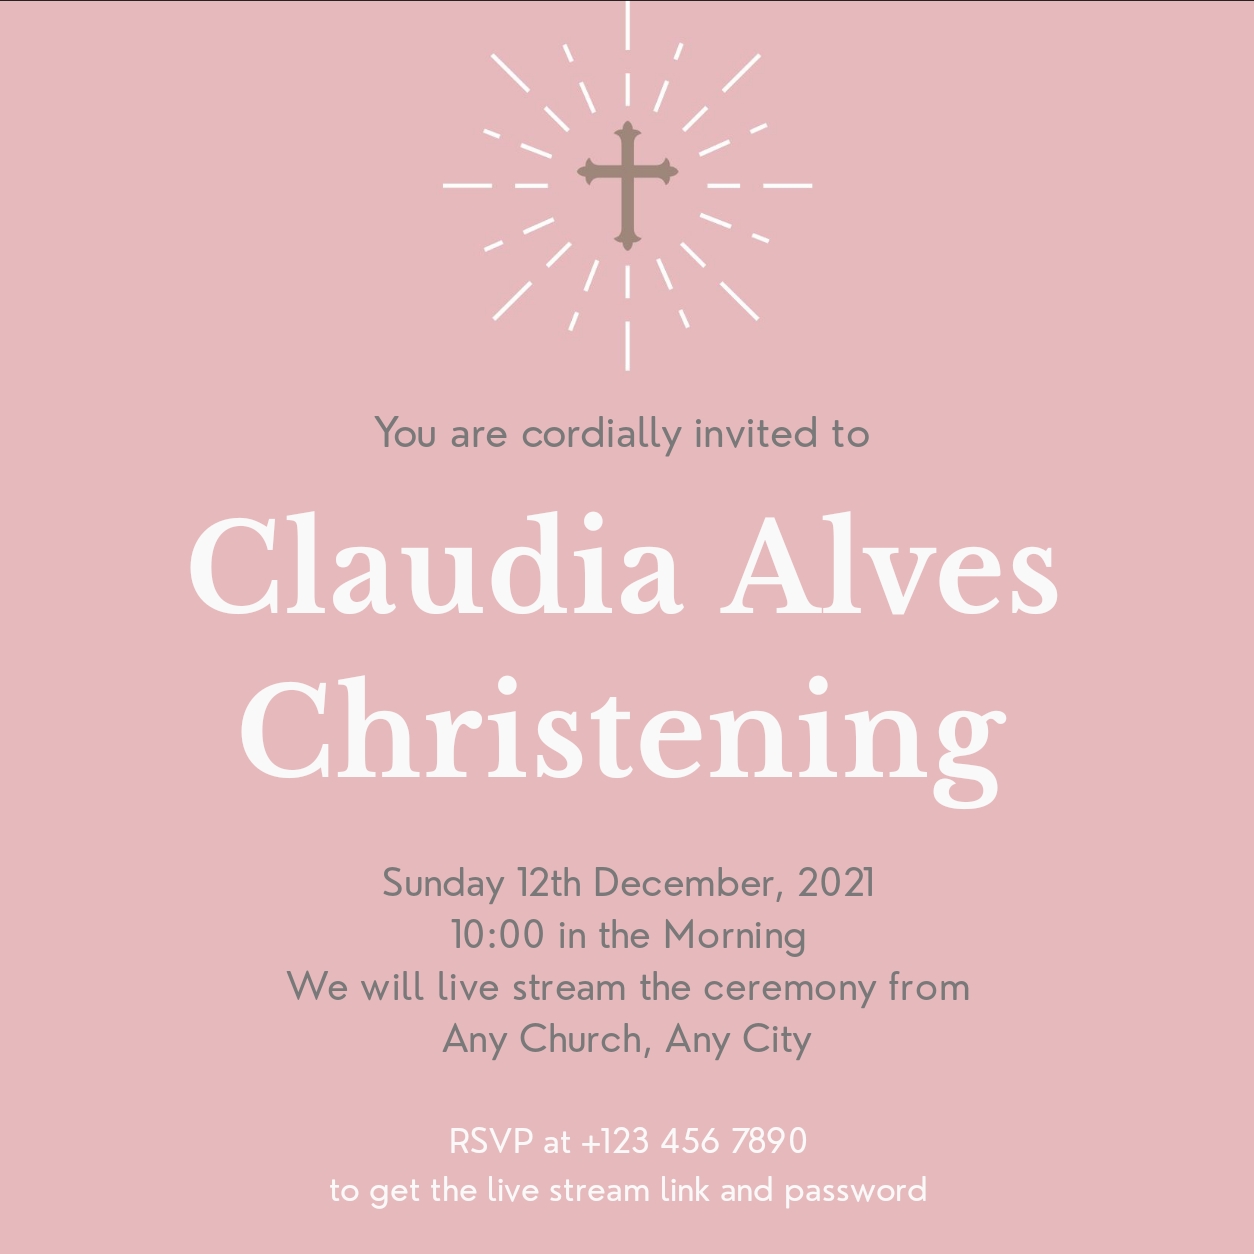 You are cordially invited to
Claudia Alves
Christening
Sunday 12th December, 2021
10:00 in the Morning
We will live stream the ceremony from
Any Church, Any City
RSVP at +123 456 7890
to get the live stream link and password